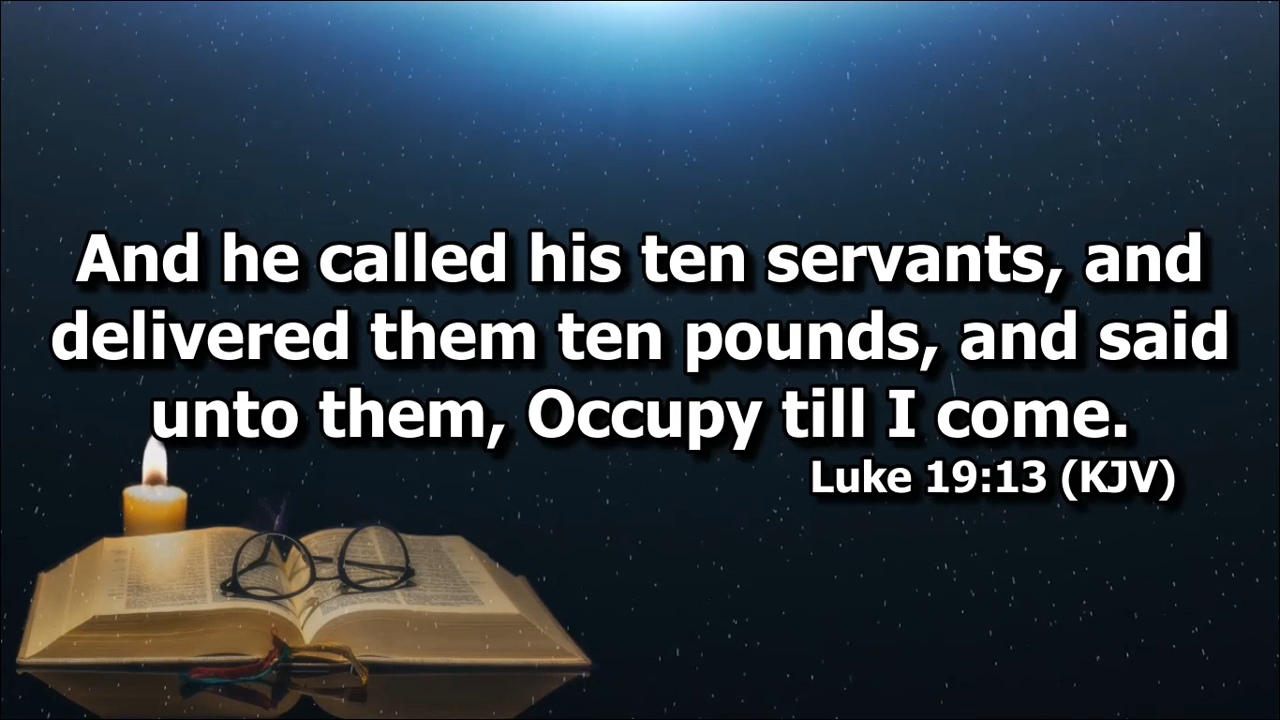 And he called his ten servants, and
delivered them ten pounds, and said
unto them, Occupy till I come.
Luke 19:13 (KJV)